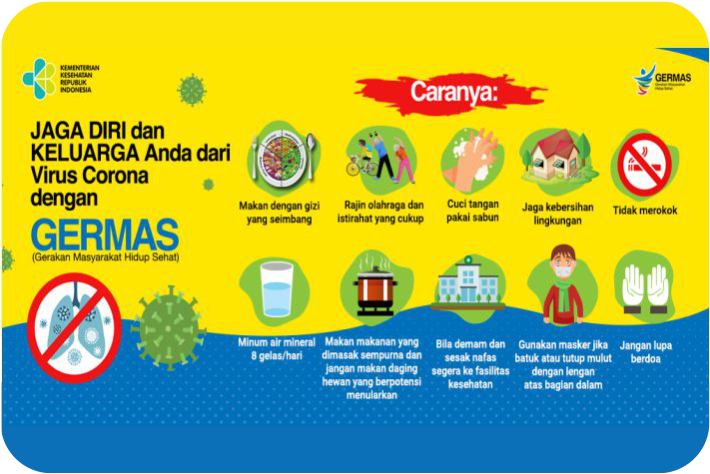 KEMENTERIAN
KESEHATAN
REPUBLIK
INDONESIA
GERMAS
Gerakan Masyarakat
Hidup Sehat
JAGA DIRI dan
KELUARGA Anda dari
Virus Corona
dengan
GERMAS
(Gerakan Masyarakat Hidup Sehat)
Caranya:
Makan dengan gizi
yang seimbang
Rajin olahraga dan
istirahat yang cukup
Cuci tangan
pakai sabun
Jaga kebersihan
lingkungan
Tidak merokok
Minum air mineral
8 gelas/hari
Makan makanan yang
dimasak sempurna dan
jangan makan daging
hewan yang berpotensi
menularkan
Bila demam dan
sesak nafas
segera ke fasilitas
kesehatan
Gunakan masker jika
batuk atau tutup mulut
dengan lengan
atas bagian dalam
Jangan lupa
berdoa